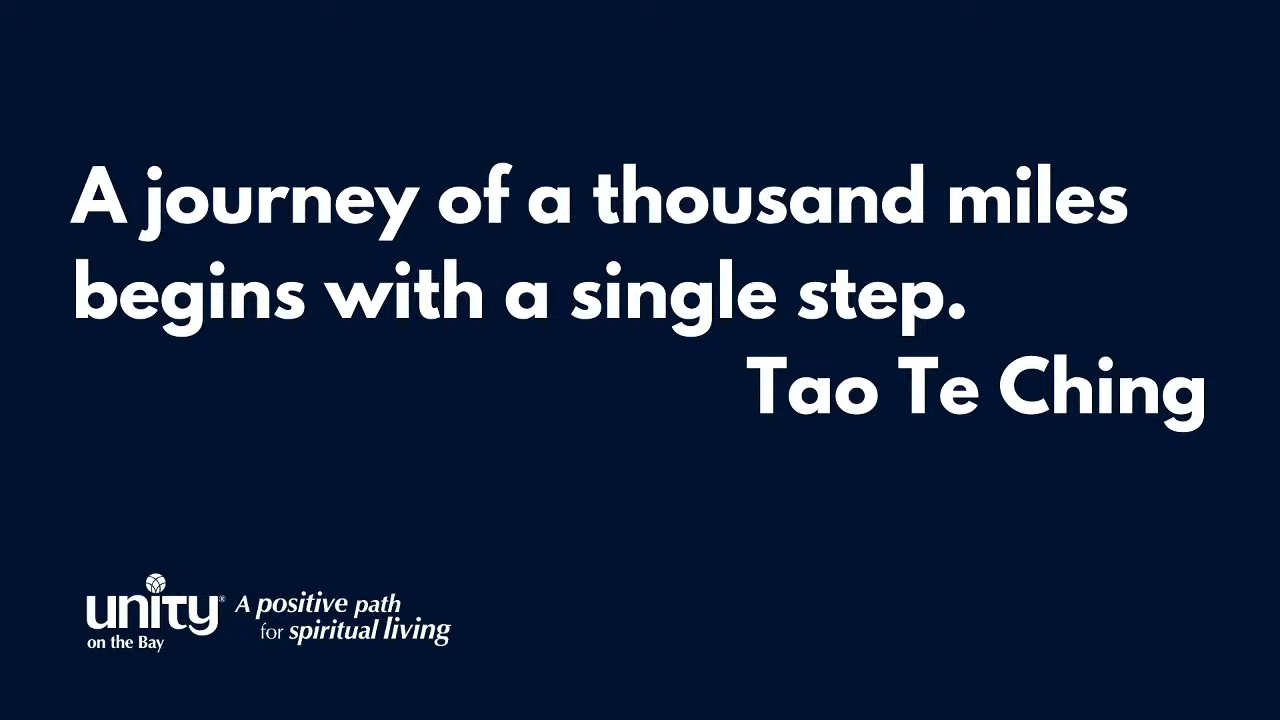 A journey of a thousand miles
begins with a single step.
Tao Te Ching
unity®
on the Bay
A positive path
for spiritual living